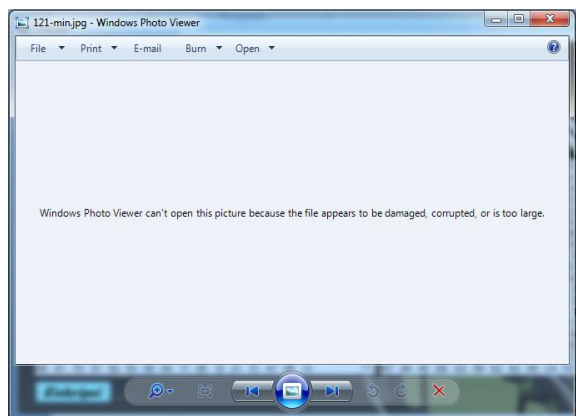 121-min.jpg - Windows Photo Viewer
File Print E-mail Burn Open
Windows Photo Viewer can't open this picture because the file appears to be damaged, corrupted, or is too large.